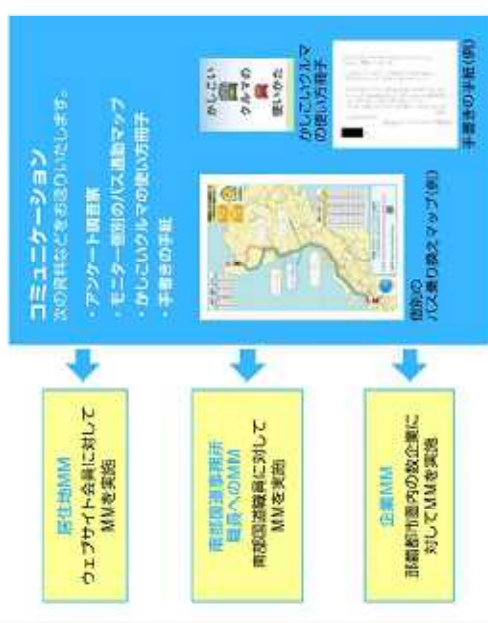 コミュニケーション
次の資料などをお送りいたします。
・アンケート調査票
・モニター個別のバス通勤マップ
・かしこいクルマの使い方冊子
・手書きの手紙
かしこい
クルマの
使いかた
かしこいクルマ
の使い方冊子
手書きの手紙(例)
個別の
バス乗り換えマップ(例)
居住地MM
ウェブサイト会員に対して
MMを実施
南部国道事務所
職員へのMM
南部国道職員に対して
MMを実施
企業MM
那覇都市圏内の数企業に
対してMMを実施